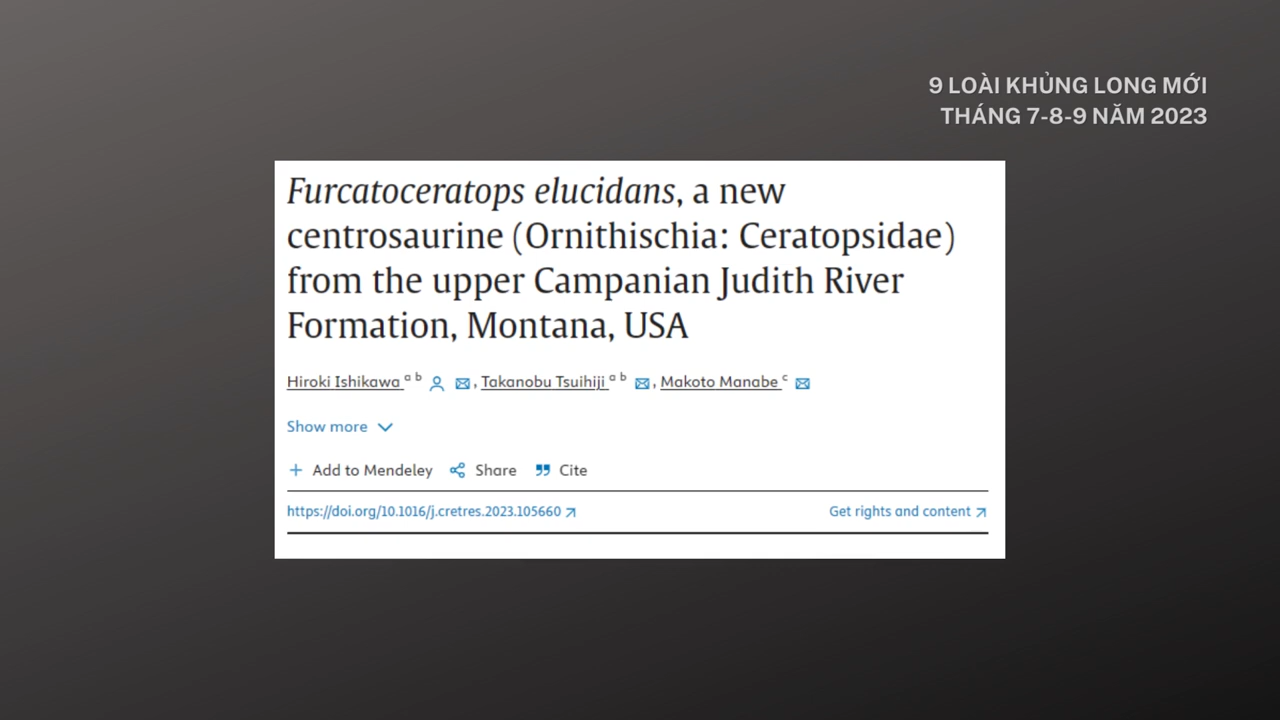 9 LOÀI KHỦNG LONG MỚI
THÁNG 7-8-9 NĂM 2023
Furcatoceratops elucidans, a new
centrosaurine (Ornithischia: Ceratopsidae)
from the upper Campanian Judith River
Formation, Montana, USA
Hiroki Ishikawa a b , Takanobu Tsuihiji a b , Makoto Manabe c
Show more
Add to Mendeley Share Cite
https://doi.org/10.1016/j.cretres.2023.105660 Get rights and content